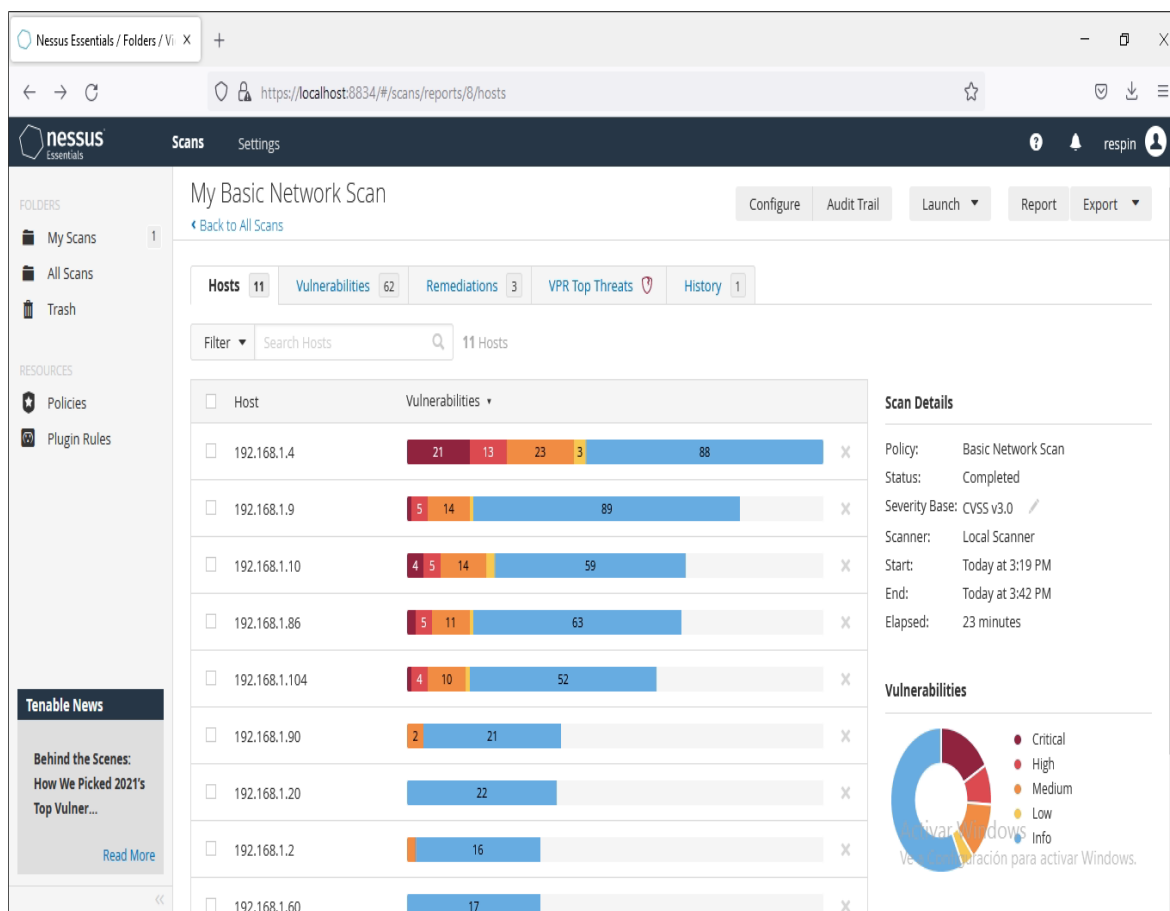 Nessus Essentials / Folders / Vi
https://localhost:8834/#/scans/reports/8/hosts
nessus
Essentials
Scans
Settings
respin
FOLDERS
My Scans 1
All Scans
Trash
RESOURCES
Policies
Plugin Rules
Tenable News
Behind the Scenes:
How We Picked 2021's
Top Vulner...
Read More
My Basic Network Scan
Back to All Scans
Configure
Audit Trail
Launch
Report
Export
Hosts 11
Vulnerabilities 62
Remediations 3
VPR Top Threats
History 1
Filter
Search Hosts
11 Hosts
Host Vulnerabilities
192.168.1.4 21 13 23 3 88
192.168.1.9 5 14 89
192.168.1.10 4 5 14 59
192.168.1.86 5 11 63
192.168.1.104 4 10 52
192.168.1.90 2 21
192.168.1.20 22
192.168.1.2 16
192.168.1.60 17
Scan Details
Policy: Basic Network Scan
Status: Completed
Severity Base: CVSS v3.0
Scanner: Local Scanner
Start: Today at 3:19 PM
End: Today at 3:42 PM
Elapsed: 23 minutes
Vulnerabilities
Critical
High
Medium
Low
Info
Activar Windows
para activar Windows.